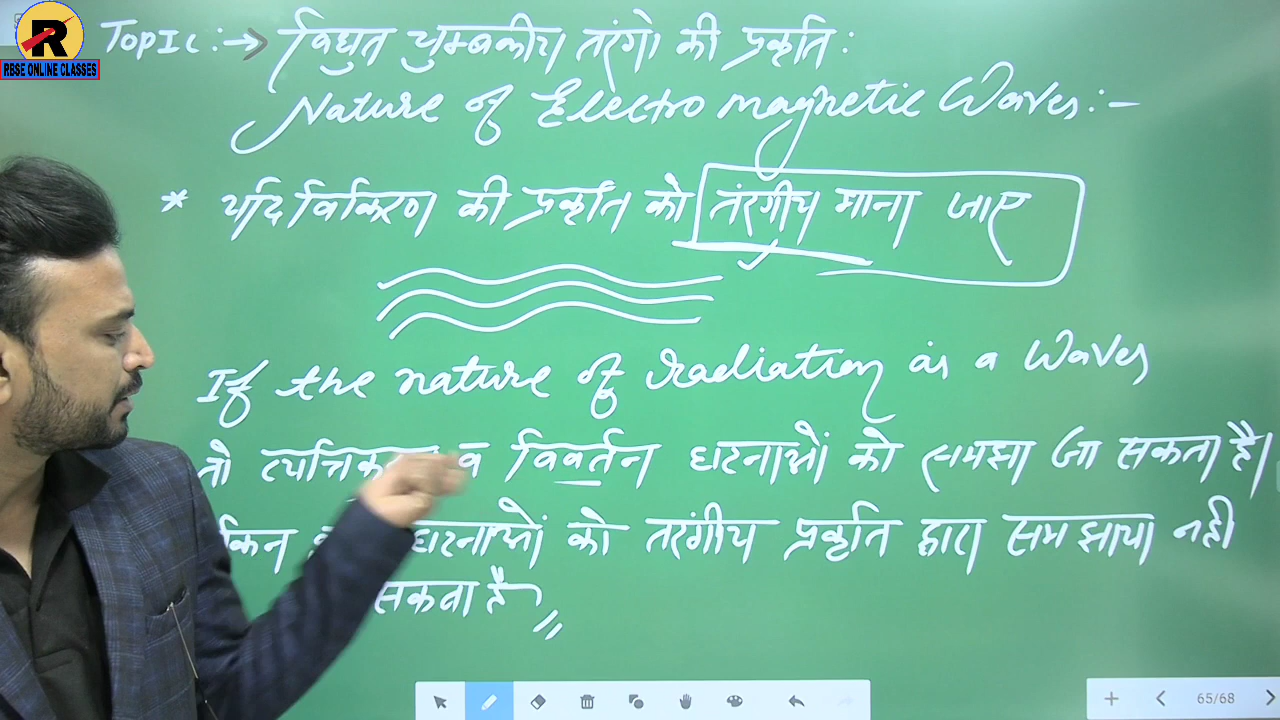 R
RBSE ONLINE CLASSES
TOPIC :→ विद्युत चुम्बकीय तरंगो की प्रकृति :
Nature of Electro magnetic Waves :-
* यदि विकिरण की प्रकृति को तंरगीय माना जाए
If the nature of radiation is a Waves
तो व विवर्तन घटनाओं को समझा जा सकता है।
घटनाओं को तरंगीय प्रकृति द्वारा समझाया नही
सकता है,,
65/68